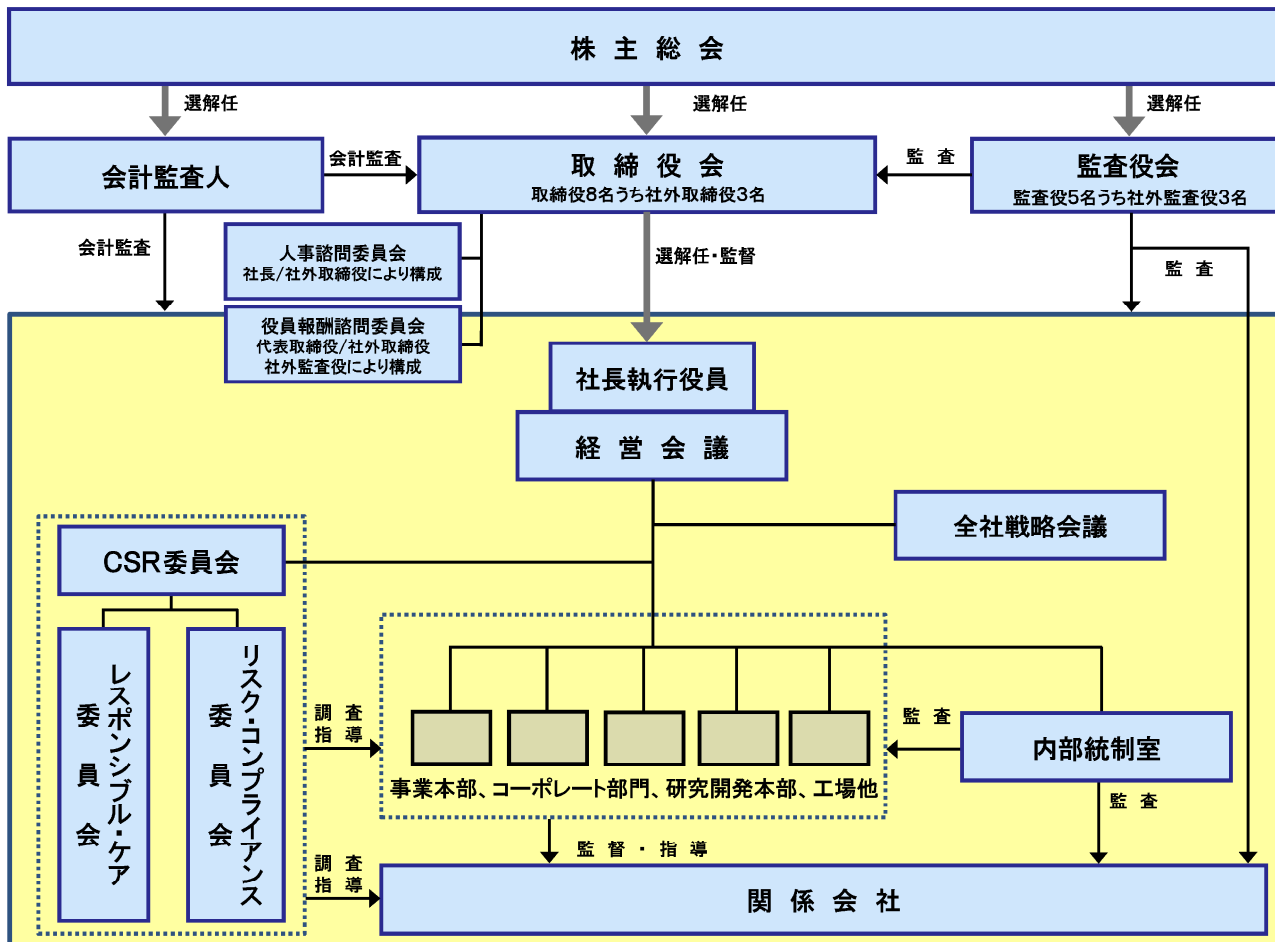 株主総会
選解任
選解任
選解任
会計監査人
会計監査
取締役会
取締役8名うち社外取締役3名
監査
監査役会
監査役5名うち社外監査役3名
会計監査
人事諮問委員会
社長/社外取締役により構成
選解任・監督
監査
役員報酬諮問委員会
代表取締役/社外取締役
社外監査役により構成
社長執行役員
経営会議
全社戦略会議
CSR委員会
レスポンシブル・ケア
委員会
リスク・コンプライアンス
委員会
調査
指導
事業本部、コーポレート部門、研究開発本部、工場他
監査
内部統制室
監査
監督・指導
調査
指導
関係会社